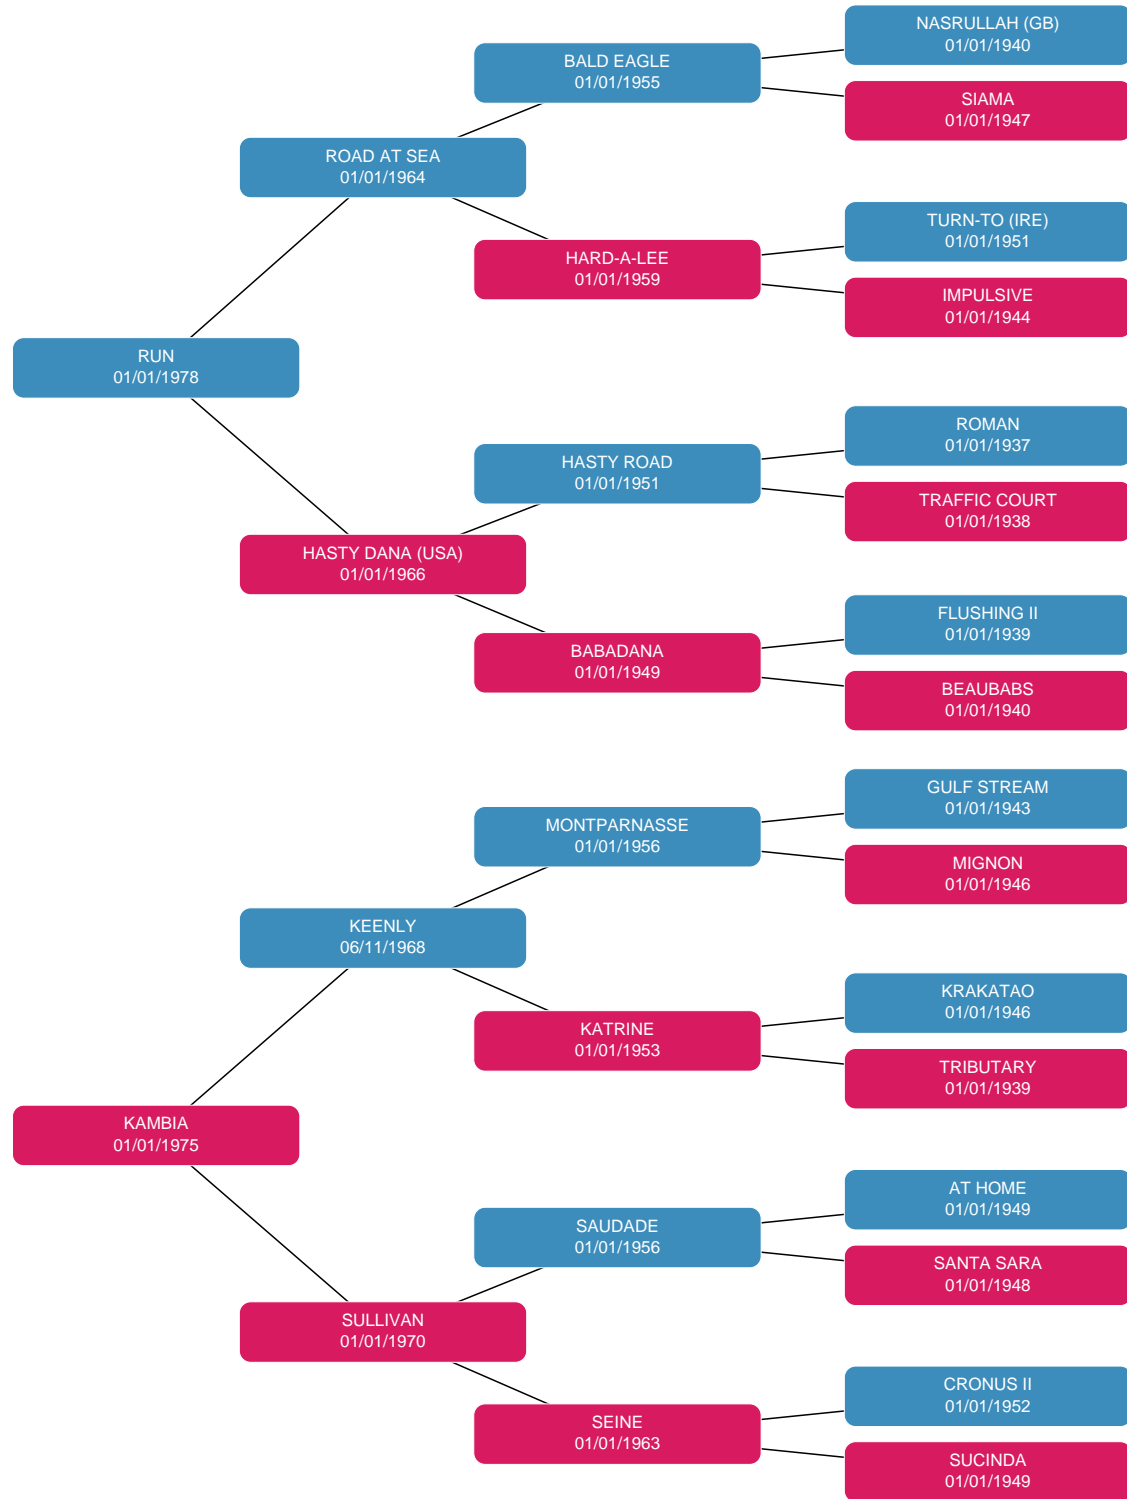 NASRULLAH (GB)
01/01/1940
BALD EAGLE
01/01/1955
SIAMA
01/01/1947
ROAD AT SEA
01/01/1964
TURN-TO (IRE)
01/01/1951
HARD-A-LEE
01/01/1959
IMPULSIVE
01/01/1944
RUN
01/01/1978
ROMAN
01/01/1937
HASTY ROAD
01/01/1951
TRAFFIC COURT
01/01/1938
HASTY DANA (USA)
01/01/1966
FLUSHING II
01/01/1939
BABADANA
01/01/1949
BEAUBABS
01/01/1940
GULF STREAM
01/01/1943
MONTPARNASSE
01/01/1956
MIGNON
01/01/1946
KEENLY
06/11/1968
KRAKATAO
01/01/1946
KATRINE
01/01/1953
TRIBUTARY
01/01/1939
KAMBIA
01/01/1975
AT HOME
01/01/1949
SAUDADE
01/01/1956
SANTA SARA
01/01/1948
SULLIVAN
01/01/1970
CRONUS II
01/01/1952
SEINE
01/01/1963
SUCINDA
01/01/1949